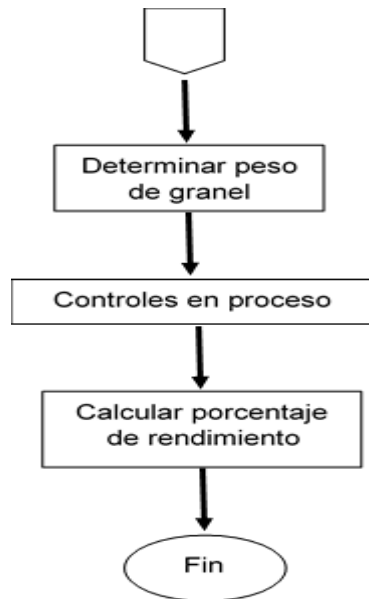 Determinar peso
de granel
Controles en proceso
Calcular porcentaje
de rendimiento
Fin